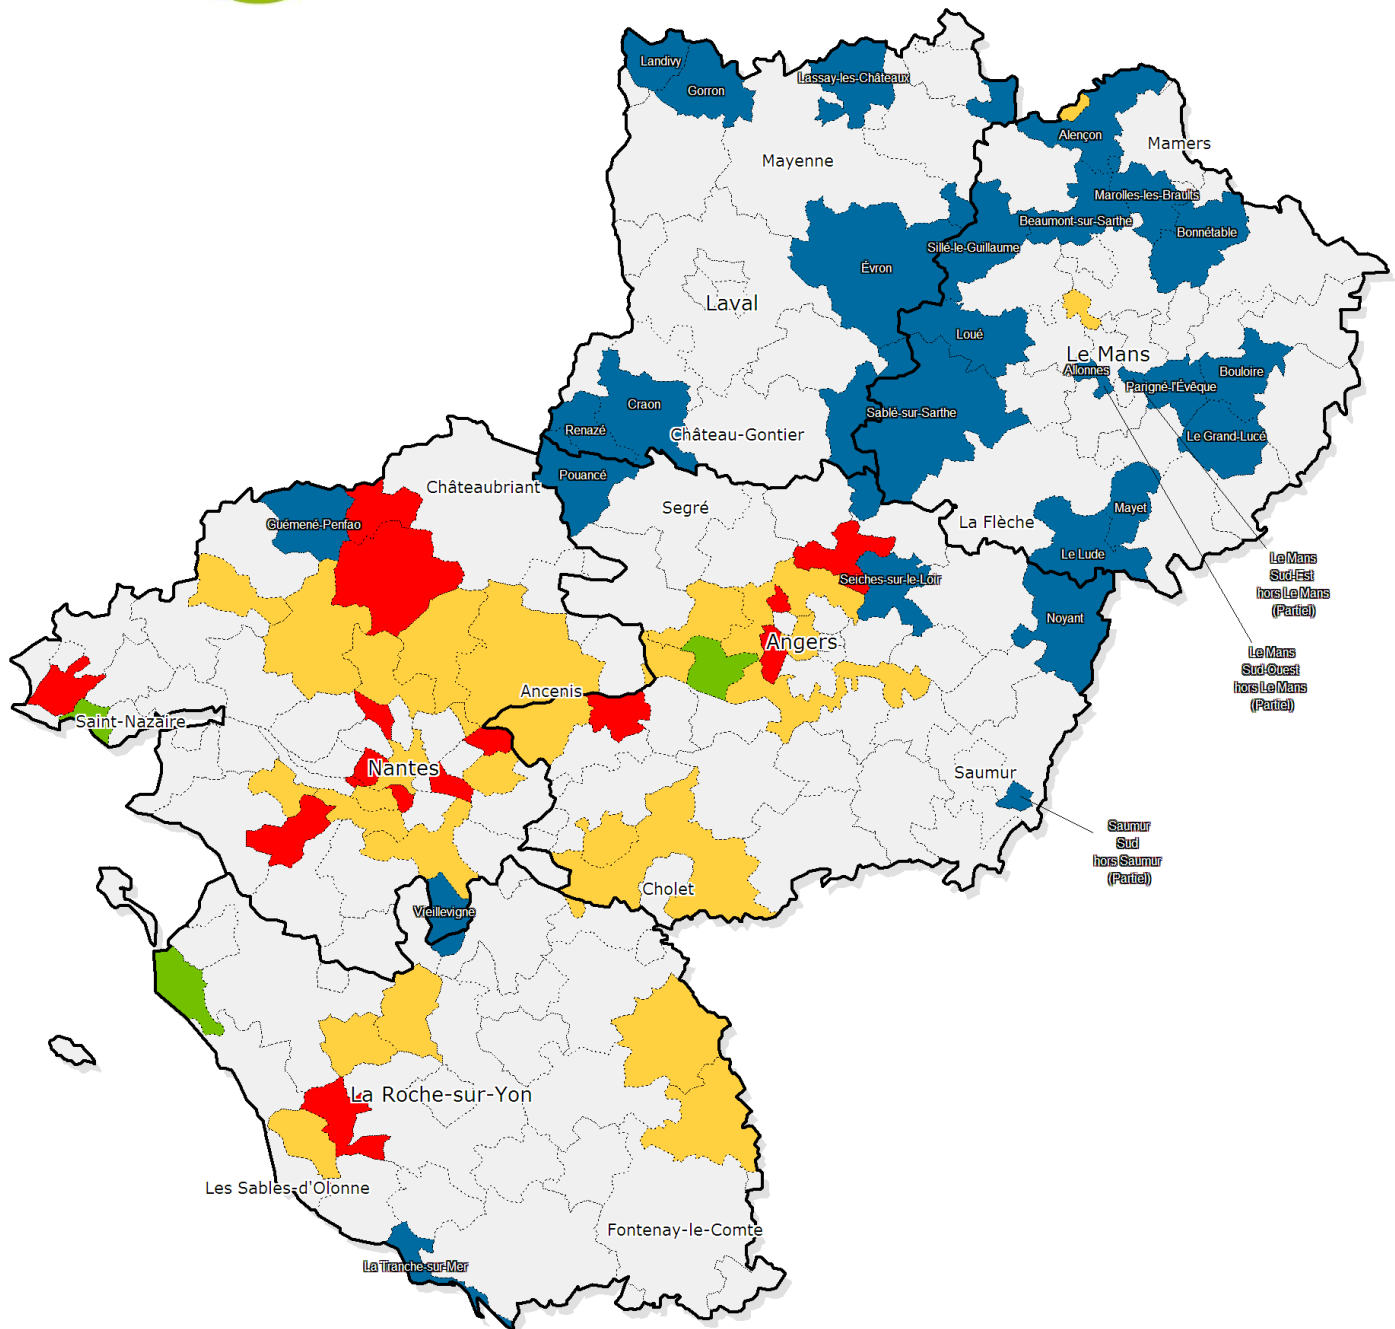 Landivy
Gorron
Lassay-les-Châteaux
Alençon
Mamers
Mayenne
Marolles-les-Braults
Beaumont-sur-Sarthe
Bonnétable
Sillé-le-Guillaume
Évron
Laval
Loué
Le Mans
Allonnes
Bouloire
Parigné-l'Évêque
Craon
Sablé-sur-Sarthe
Renazé
Château-Gontier
Le Grand-Lucé
Pouancé
Châteaubriant
Segré
Mayet
La Flèche
Guémené-Penfao
Le Lude
Le Mans
Sud-Est
hors Le Mans
(Partiel)
Seiches-sur-le-Loir
Noyant
Angers
Le Mans
Sud-Ouest
hors Le Mans
(Partiel)
Ancenis
Saint-Nazaire
Nantes
Saumur
Saumur
Sud
hors Saumur
(Partiel)
Cholet
Vieillevigne
La Roche-sur-Yon
Les Sables-d'Olonne
Fontenay-le-Comte
La Tranche-sur-Mer